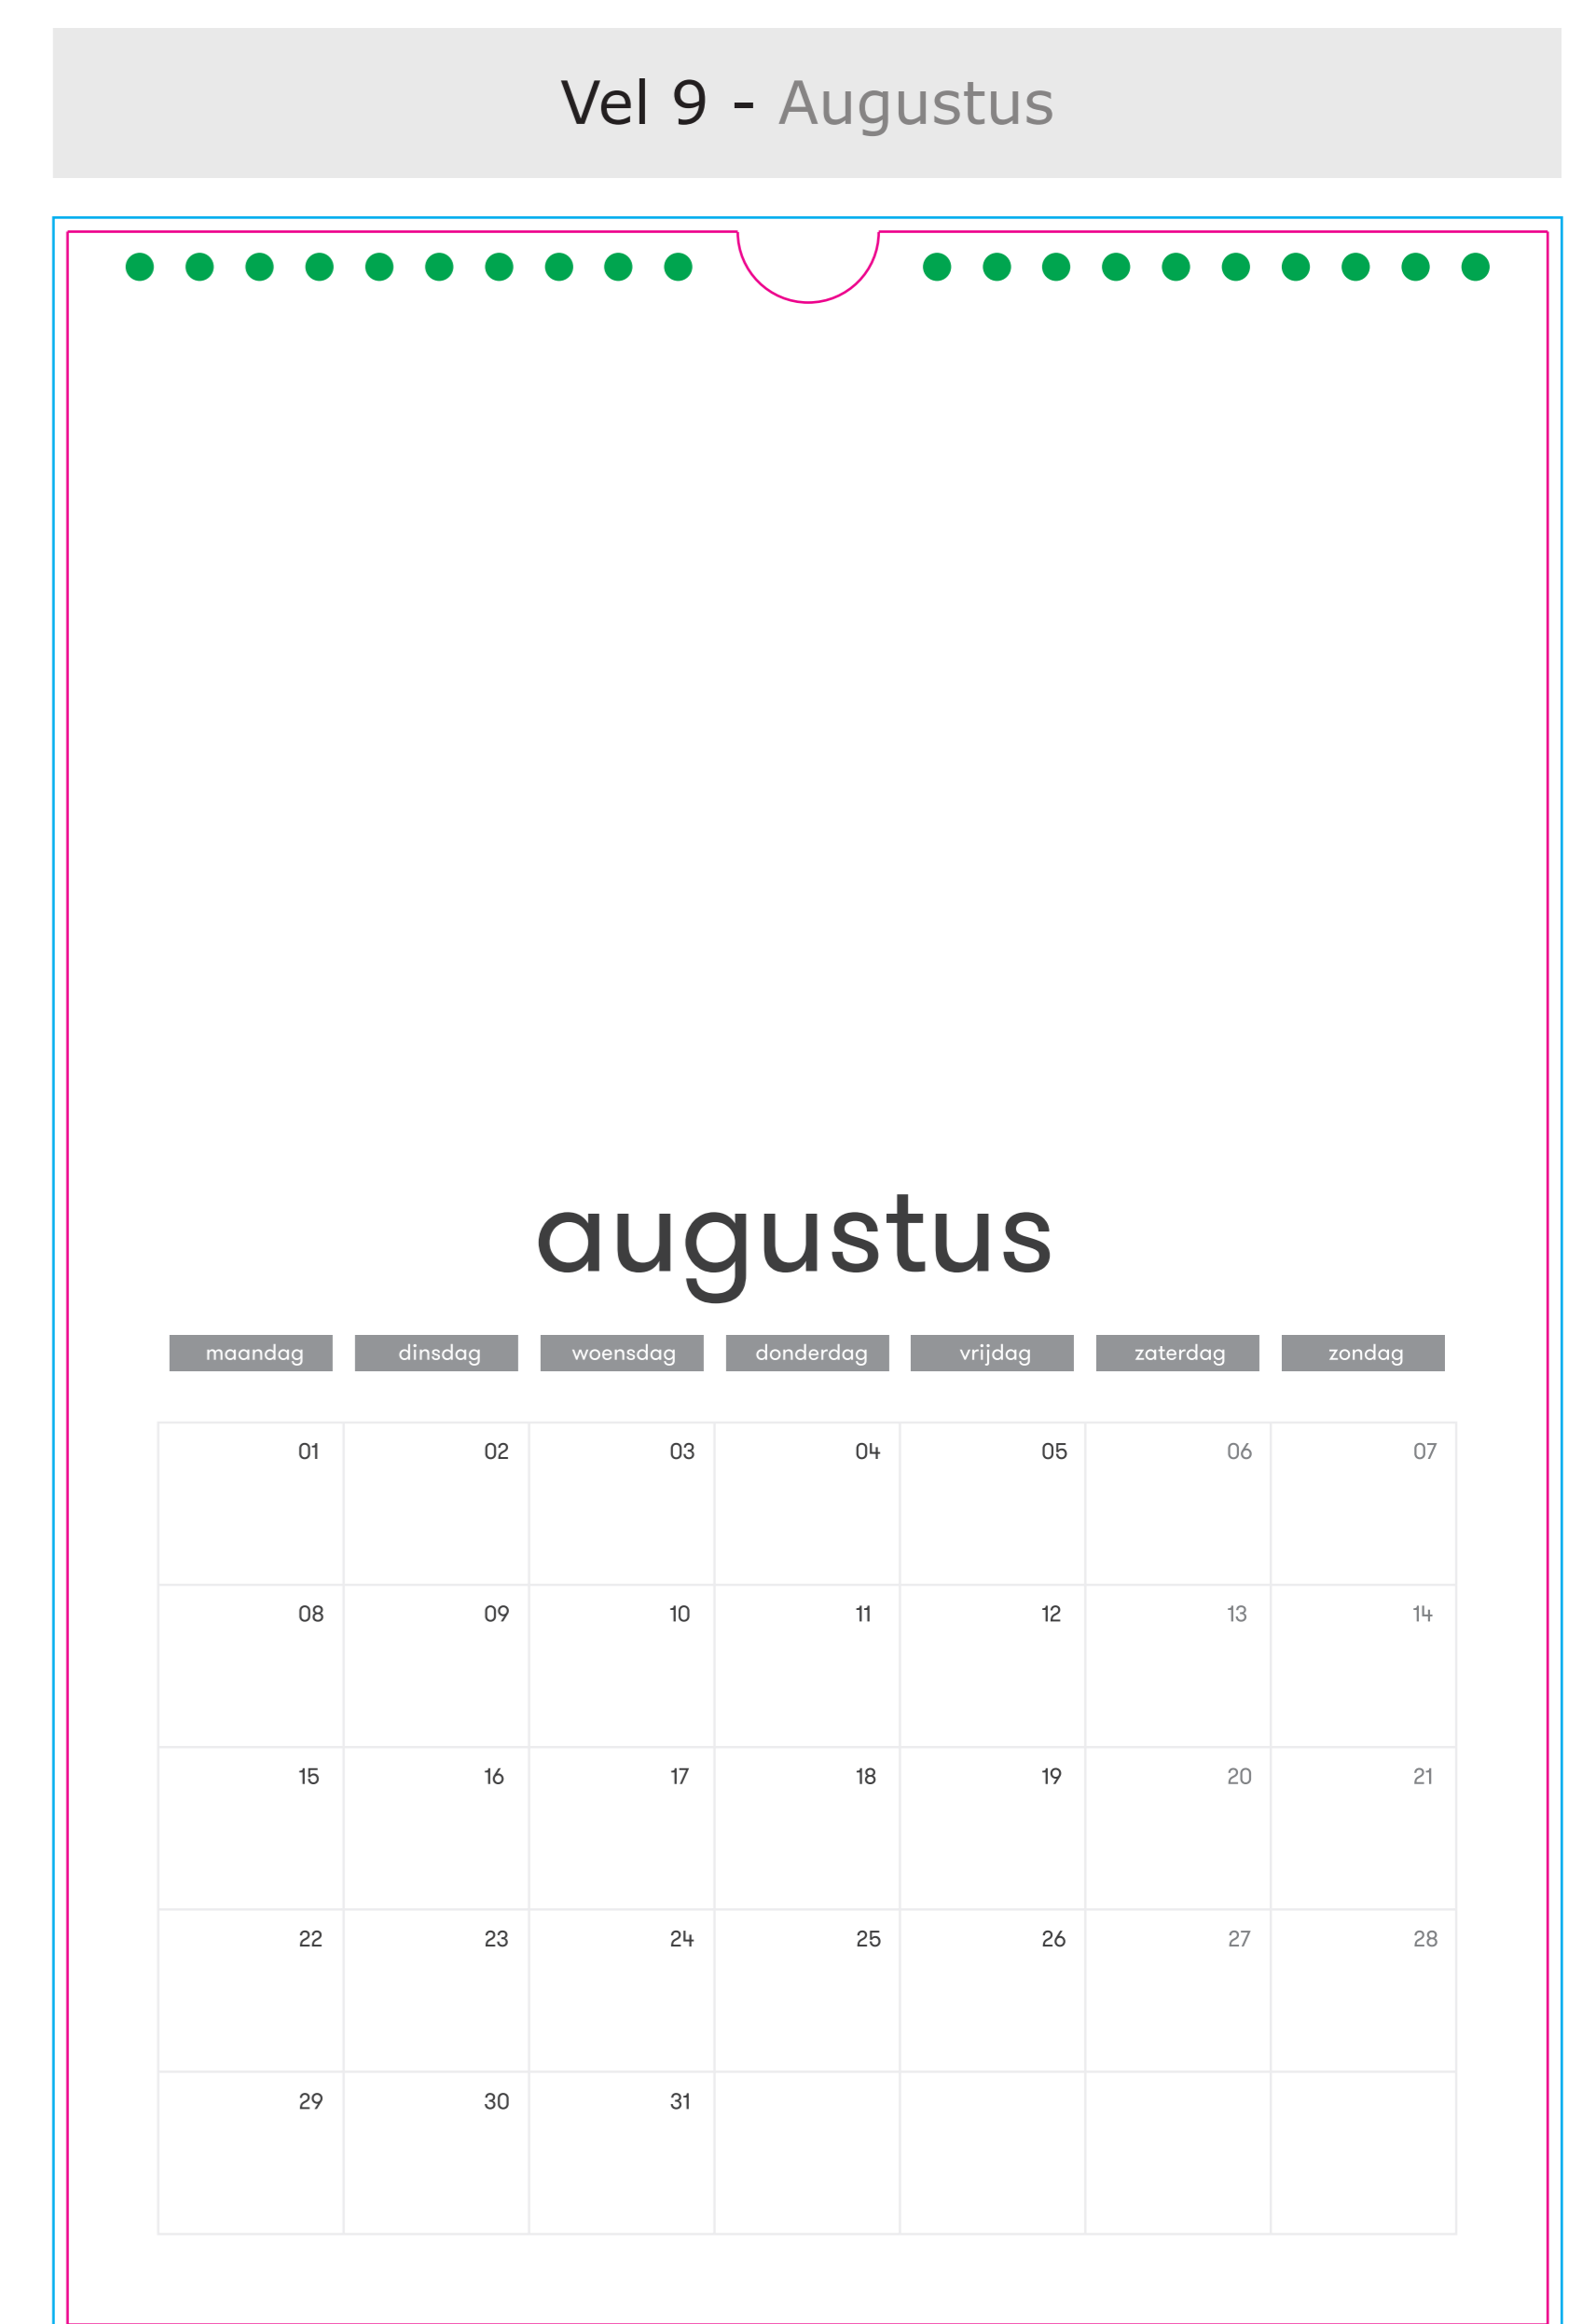 Vel 9 - Augustus
augustus
maandag dinsdag woensdag donderdag vrijdag zaterdag zondag
01 02 03 04 05 06 07
08 09 10 11 12 13 14
15 16 17 18 19 20 21
22 23 24 25 26 27 28
29 30 31